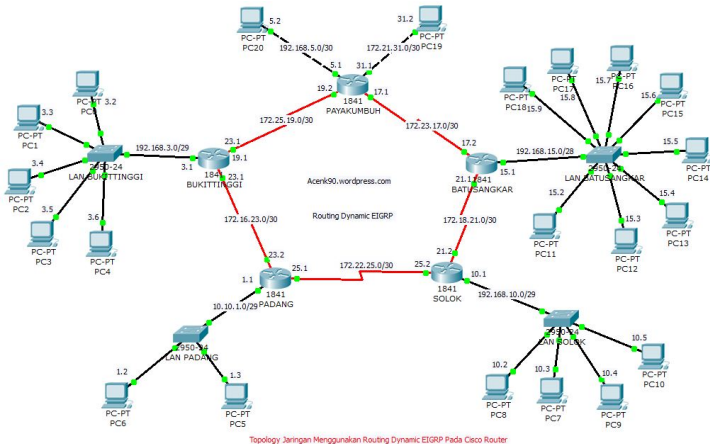 5.2
PC-PT
PC20
192.168.5.0/30
31.2
PC-PT
PC19
172.21.31.0/30
5.1
31.1
19.2
17.1
1841
PAYAKUMBUH
172.25.19.0/30
172.23.17.0/30
PC-PT
3.2
3.3
PC-PT
PC1
3.4
PC-PT
PC2
3.5
PC-PT
PC3
3.6
PC-PT
PC4
2950-24
LAN BUKITTINGGI
192.168.3.0/29
3.1
23.1
19.1
23.1
BUKITTINGGI
172.16.23.0/30
Acenk90.wordpress.com
Routing Dynamic EIGRP
17.2
21.1
1841
15.1
BATUSANGKAR
192.168.15.0/28
172.18.21.0/30
PC-PT
PC18
15.9
PC-PT
PC17
15.8
PC-PT
PC16
15.7
15.6
PC-PT
PC15
15.5
PC-PT
PC14
15.4
PC-PT
PC13
15.3
PC-PT
PC12
15.2
PC-PT
PC11
2950-24
LAN BATUSANGKAR
23.2
25.1
1.1
1841
PADANG
172.22.25.0/30
21.2
25.2
10.1
1841
SOLOK
10.10.1.0/29
2950-24
LAN PADANG
1.2
PC-PT
PC6
1.3
PC-PT
PC5
192.168.10.0/29
2950-24
LAN SOLOK
10.2
PC-PT
PC8
10.3
PC-PT
PC7
10.4
PC-PT
PC9
10.5
PC-PT
PC10
Topology Jaringan Menggunakan Routing Dynamic EIGRP Pada Cisco Router